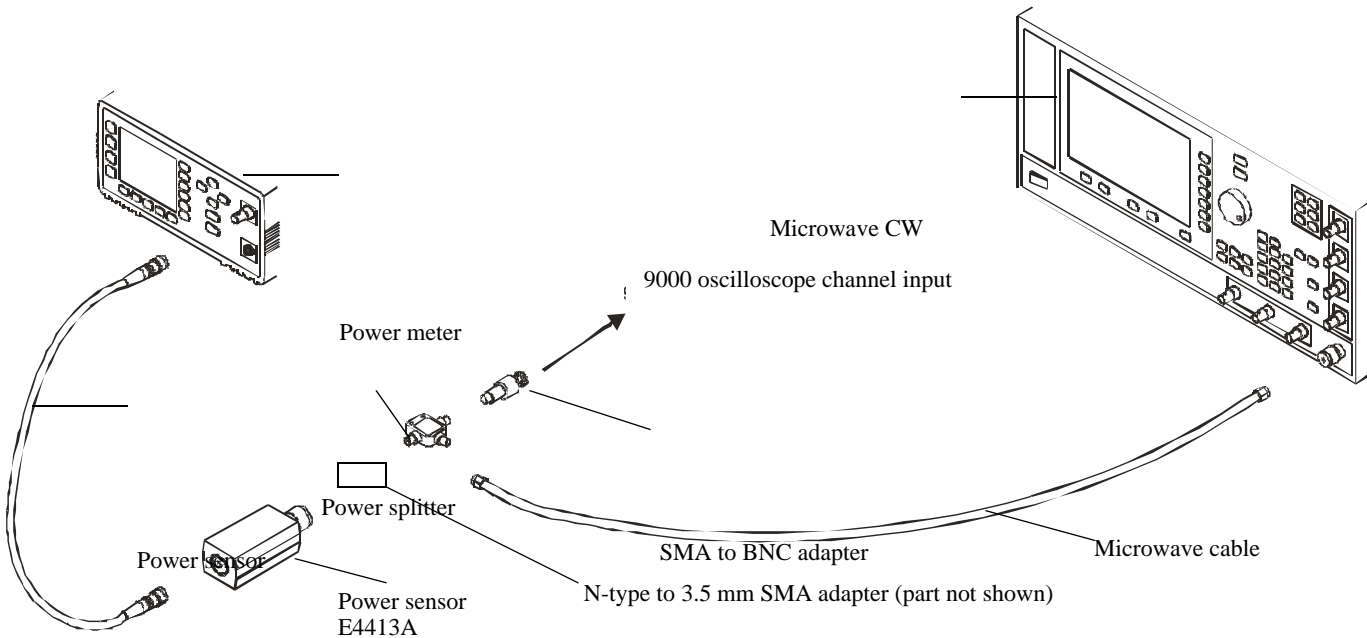 Microwave CW
9000 oscilloscope channel input
Power meter
Power splitter
SMA to BNC adapter
Microwave cable
Power sensor
N-type to 3.5 mm SMA adapter (part not shown)
Power sensor
E4413A